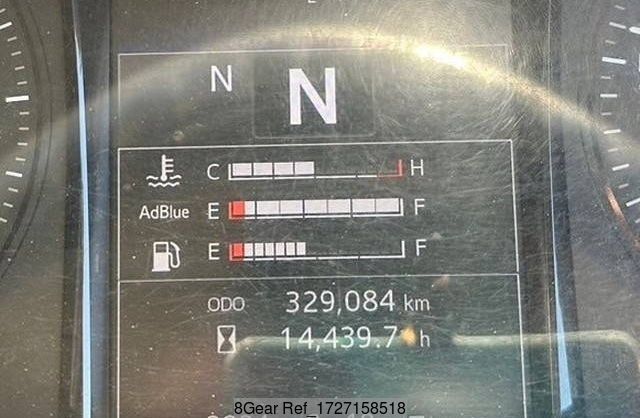 N N
C H
AdBlue E F
E F
ODO 329,084 km
14,439.7 h
8Gear Ref_1727158518